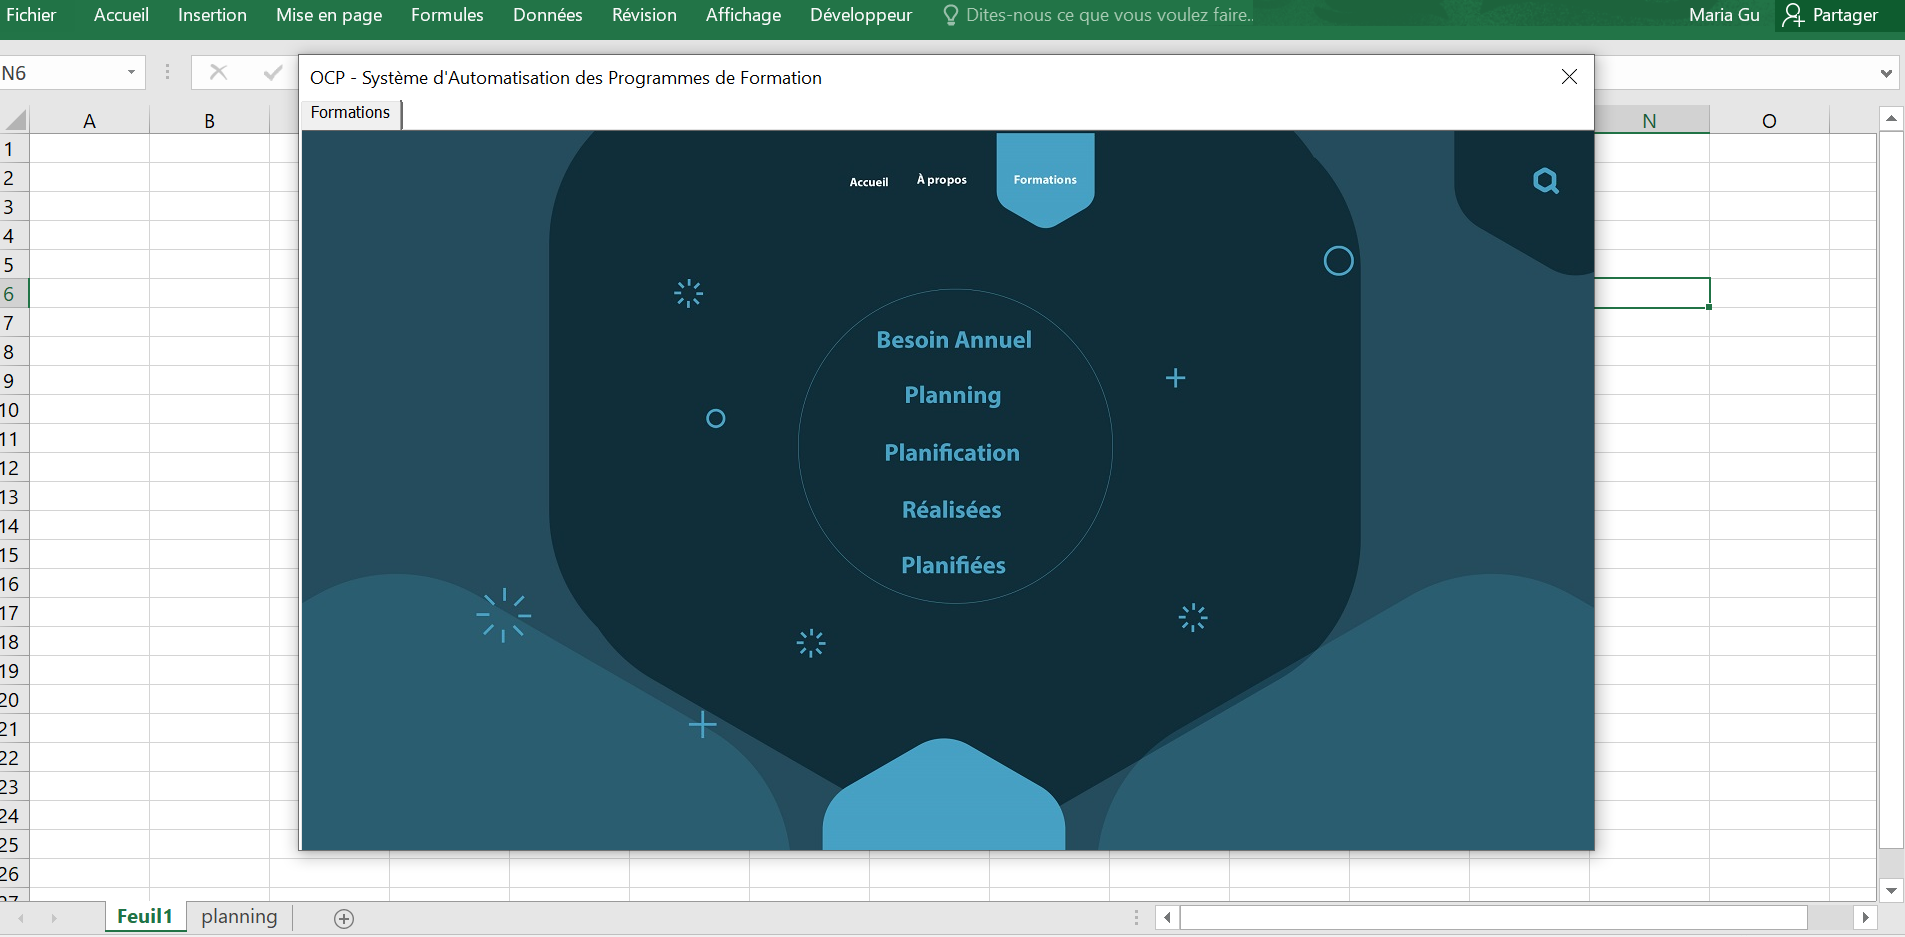 Fichier Accueil Insertion Mise en page Formules Données Révision Affichage Développeur Dites-nous ce que vous voulez faire... Maria Gu Partager
N6
OCP - Système d'Automatisation des Programmes de Formation
Formations
A B N O
Accueil À propos Formations
1
2
3
4
5
6
7
8
9
10
11
12
13
14
15
16
17
18
19
20
21
22
23
24
25
26
27
Besoin Annuel
Planning
Planification
Réalisées
Planifiées
Feuil1 planning